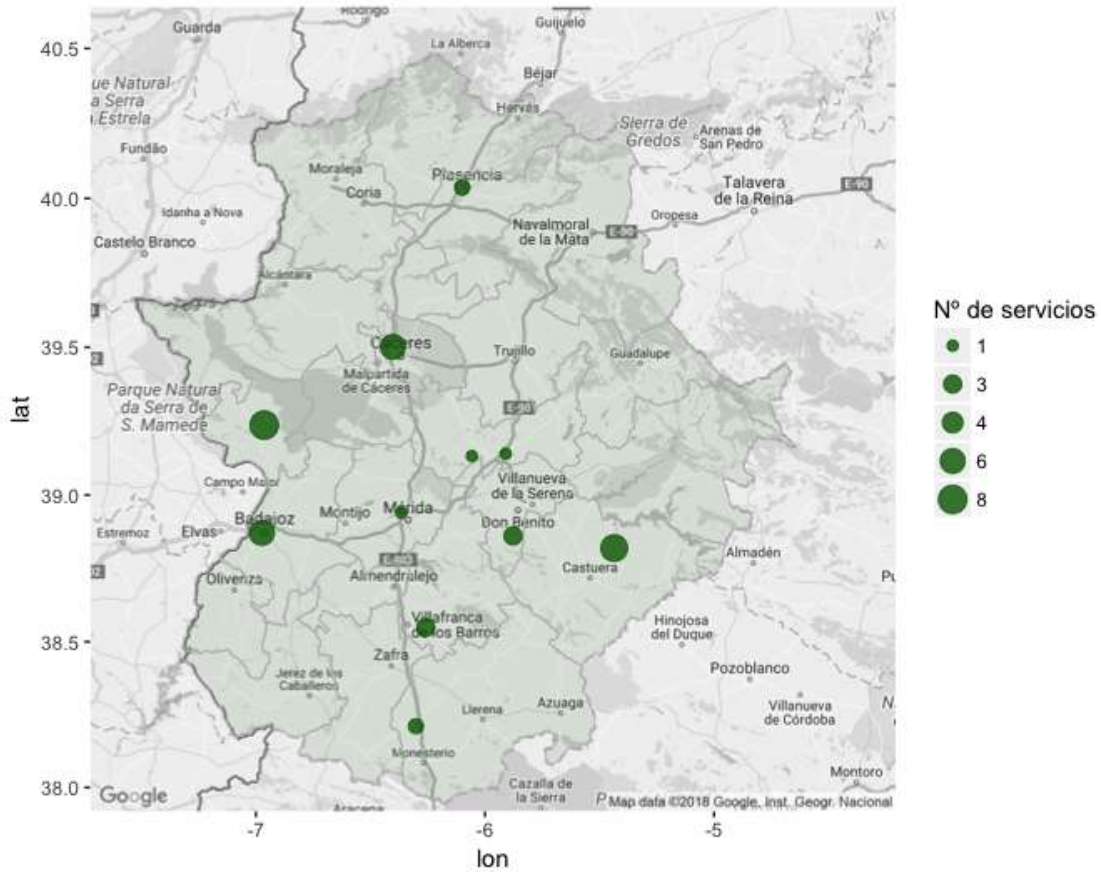 Rodrigo
Guijuelo
Guarda
La Alberca
40.5
Béjar
ue Natural
a Serra
Estrela
Hervás
Sierra de
Gredos
Arenas de
San Pedro
Fundão
Moraleja
Plasencia
Talavera
de la Reina
E-90
40.0
Coria
Idanha a Nova
Oropesa
Navalmoral
de la Mata
E-90
Castelo Branco
Alcántara
Nº de servicios
1
3
4
6
8
39.5
Cáceres
Trujillo
Guadalupe
Malpartida
de Cáceres
Parque Natural
da Serra de
S. Mamede
E-90
lat
Villanueva
de la Serena
Campo Maior
39.0
Montijo
Mérida
Badajoz
Don Benito
Estremoz
Elvas
Almadén
Castuera
Almendralejo
Olivenza
Villafranca
de los Barros
Hinojosa
del Duque
38.5
Zafra
Pozoblanco
Jerez de los
Caballeros
Llerena
Azuaga
Villanueva
de Córdoba
Monesterio
Montoro
38.0
Cazalla de
la Sierra
Google
Aracena
Map data ©2018 Google, Inst. Geogr. Nacional
-7
-6
-5
lon